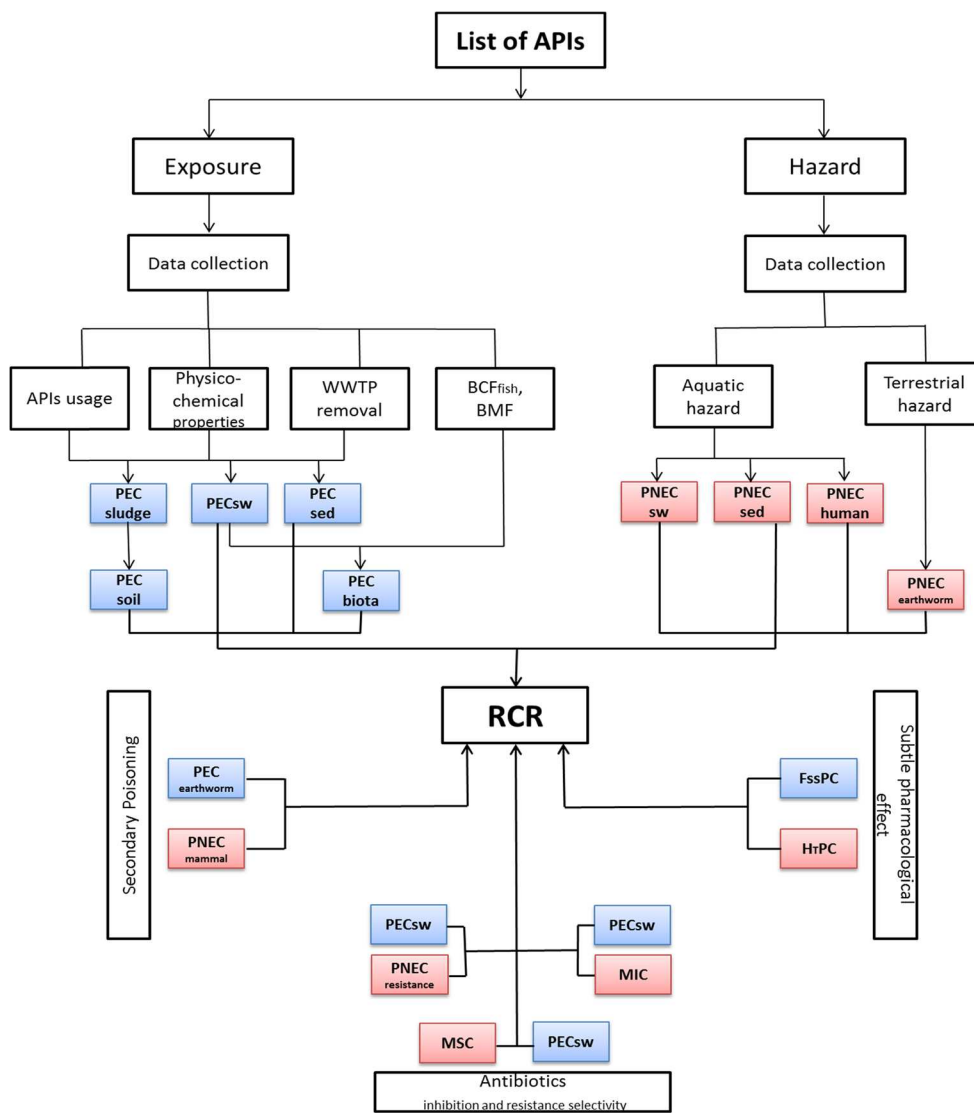 List of APIs
Exposure
Hazard
Data collection
Data collection
APIs usage
Physico-
chemical
properties
WWTP
removal
BCFfish,
BMF
Aquatic
hazard
Terrestrial
hazard
PEC
sludge
PECsw
PEC
sed
PNEC
sw
PNEC
sed
PNEC
human
PEC
soil
PEC
biota
PNEC
earthworm
RCR
Secondary Poisoning
PEC
earthworm
PNEC
mammal
FssPC
HTPC
Subtle pharmacological
effect
PECsw
PNEC
resistance
PECsw
MIC
MSC
PECsw
Antibiotics
inhibition and resistance selectivity